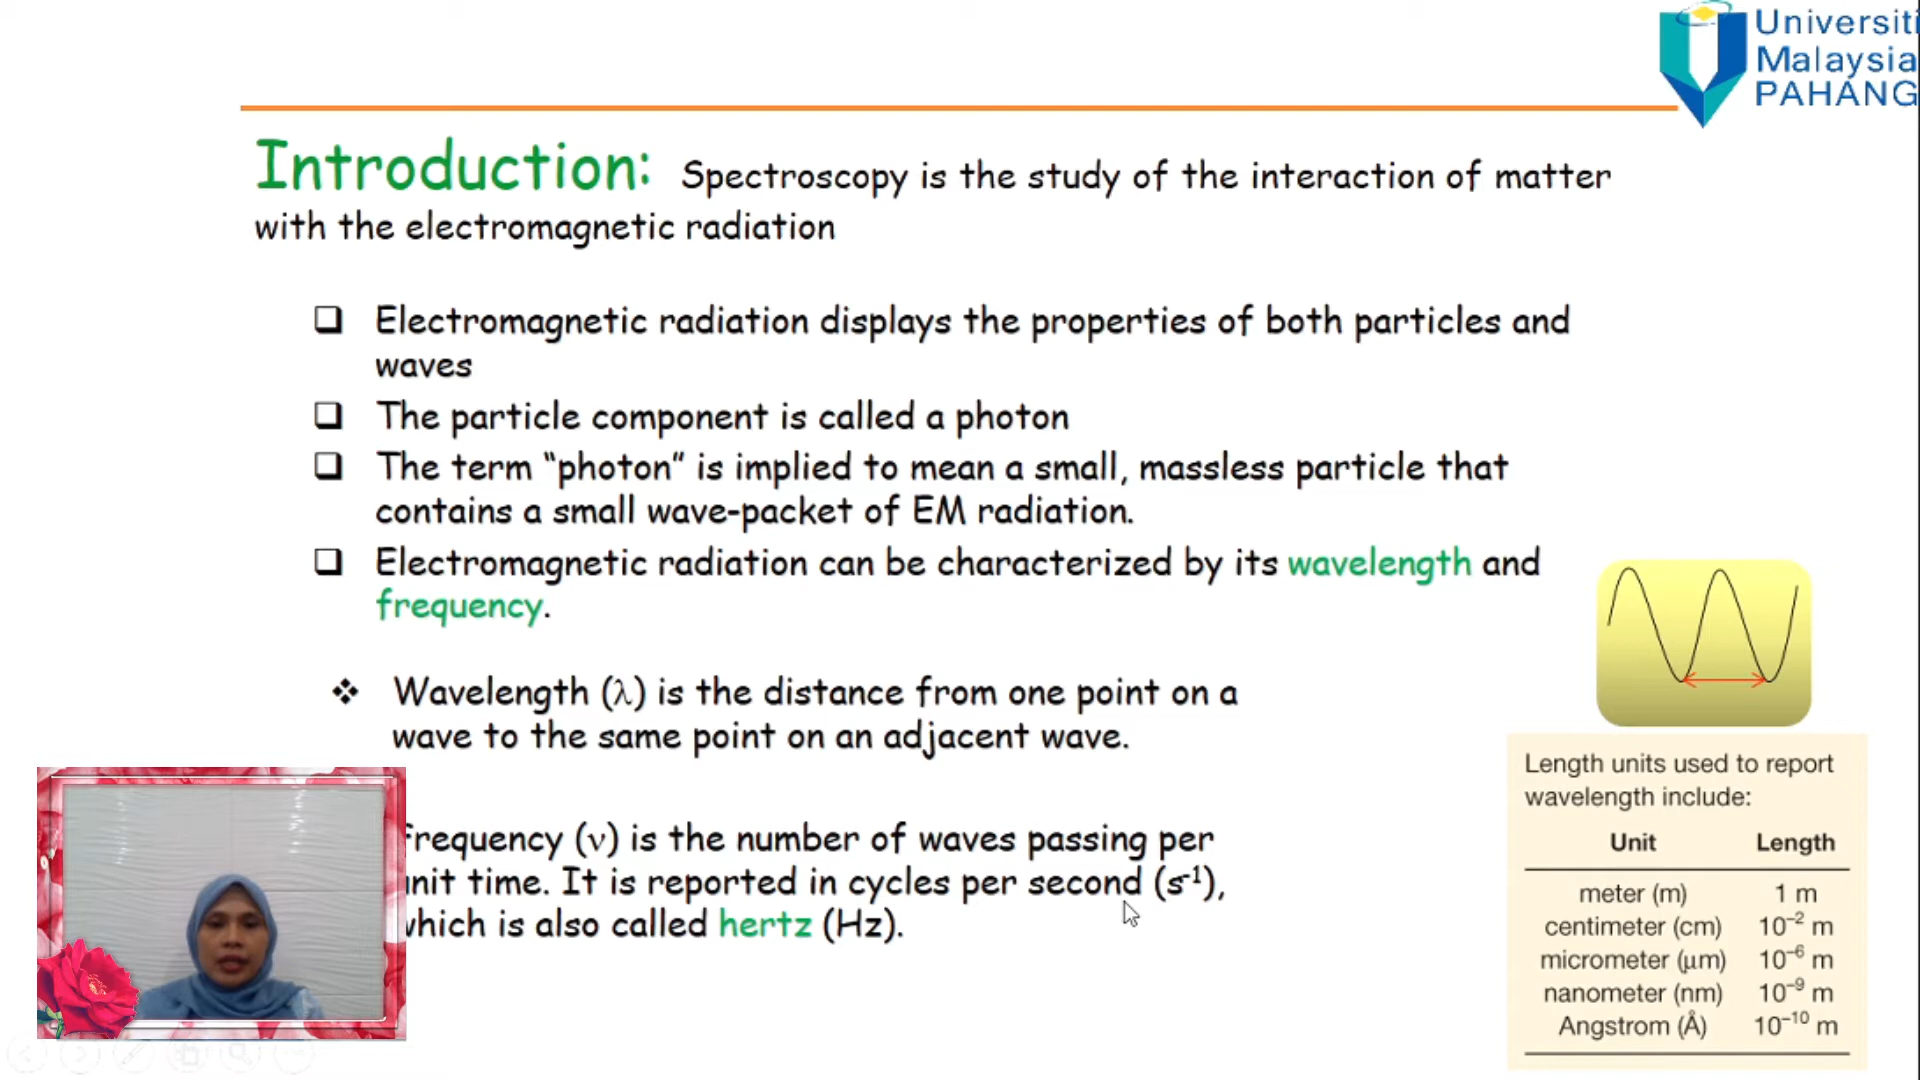 Universiti
Malaysia
PAHANG
Introduction: Spectroscopy is the study of the interaction of matter
with the electromagnetic radiation
❑ Electromagnetic radiation displays the properties of both particles and
waves
❑ The particle component is called a photon
❑ The term “photon” is implied to mean a small, massless particle that
contains a small wave-packet of EM radiation.
❑ Electromagnetic radiation can be characterized by its wavelength and
frequency.
❖ Wavelength (λ) is the distance from one point on a
wave to the same point on an adjacent wave.
Frequency (ν) is the number of waves passing per
unit time. It is reported in cycles per second (s⁻¹),
which is also called hertz (Hz).
Length units used to report
wavelength include:
Unit Length
meter (m) 1 m
centimeter (cm) 10⁻² m
micrometer (μm) 10⁻⁶ m
nanometer (nm) 10⁻⁹ m
Angstrom (Å) 10⁻¹⁰ m